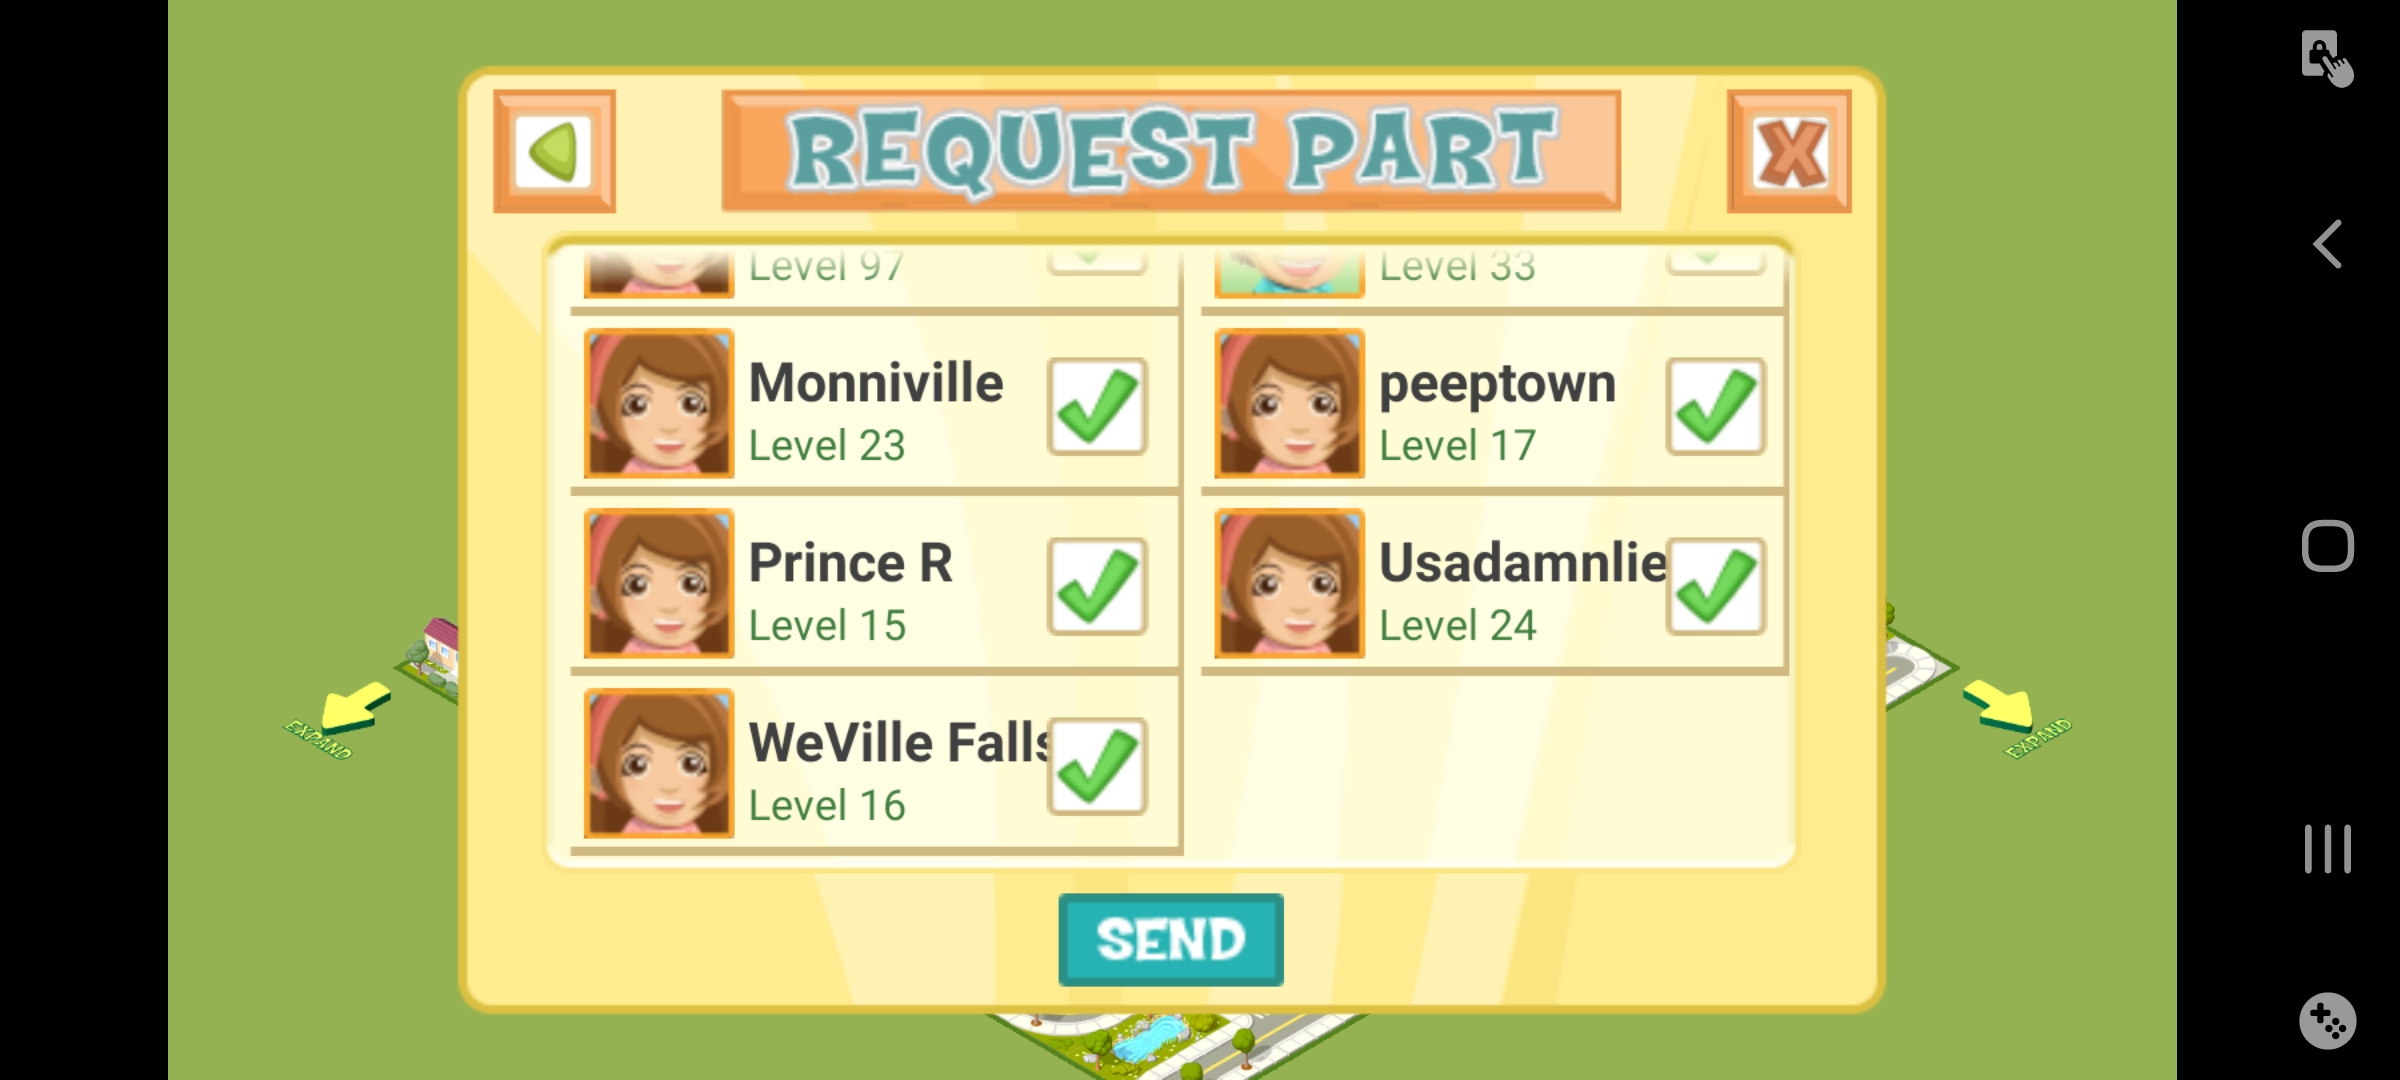 REQUEST PART
Level 97
Level 33
Monniville
Level 23
peeptown
Level 17
Prince R
Level 15
Usadamnlie
Level 24
WeVille Falls
Level 16
EXPAND
EXPAND
SEND